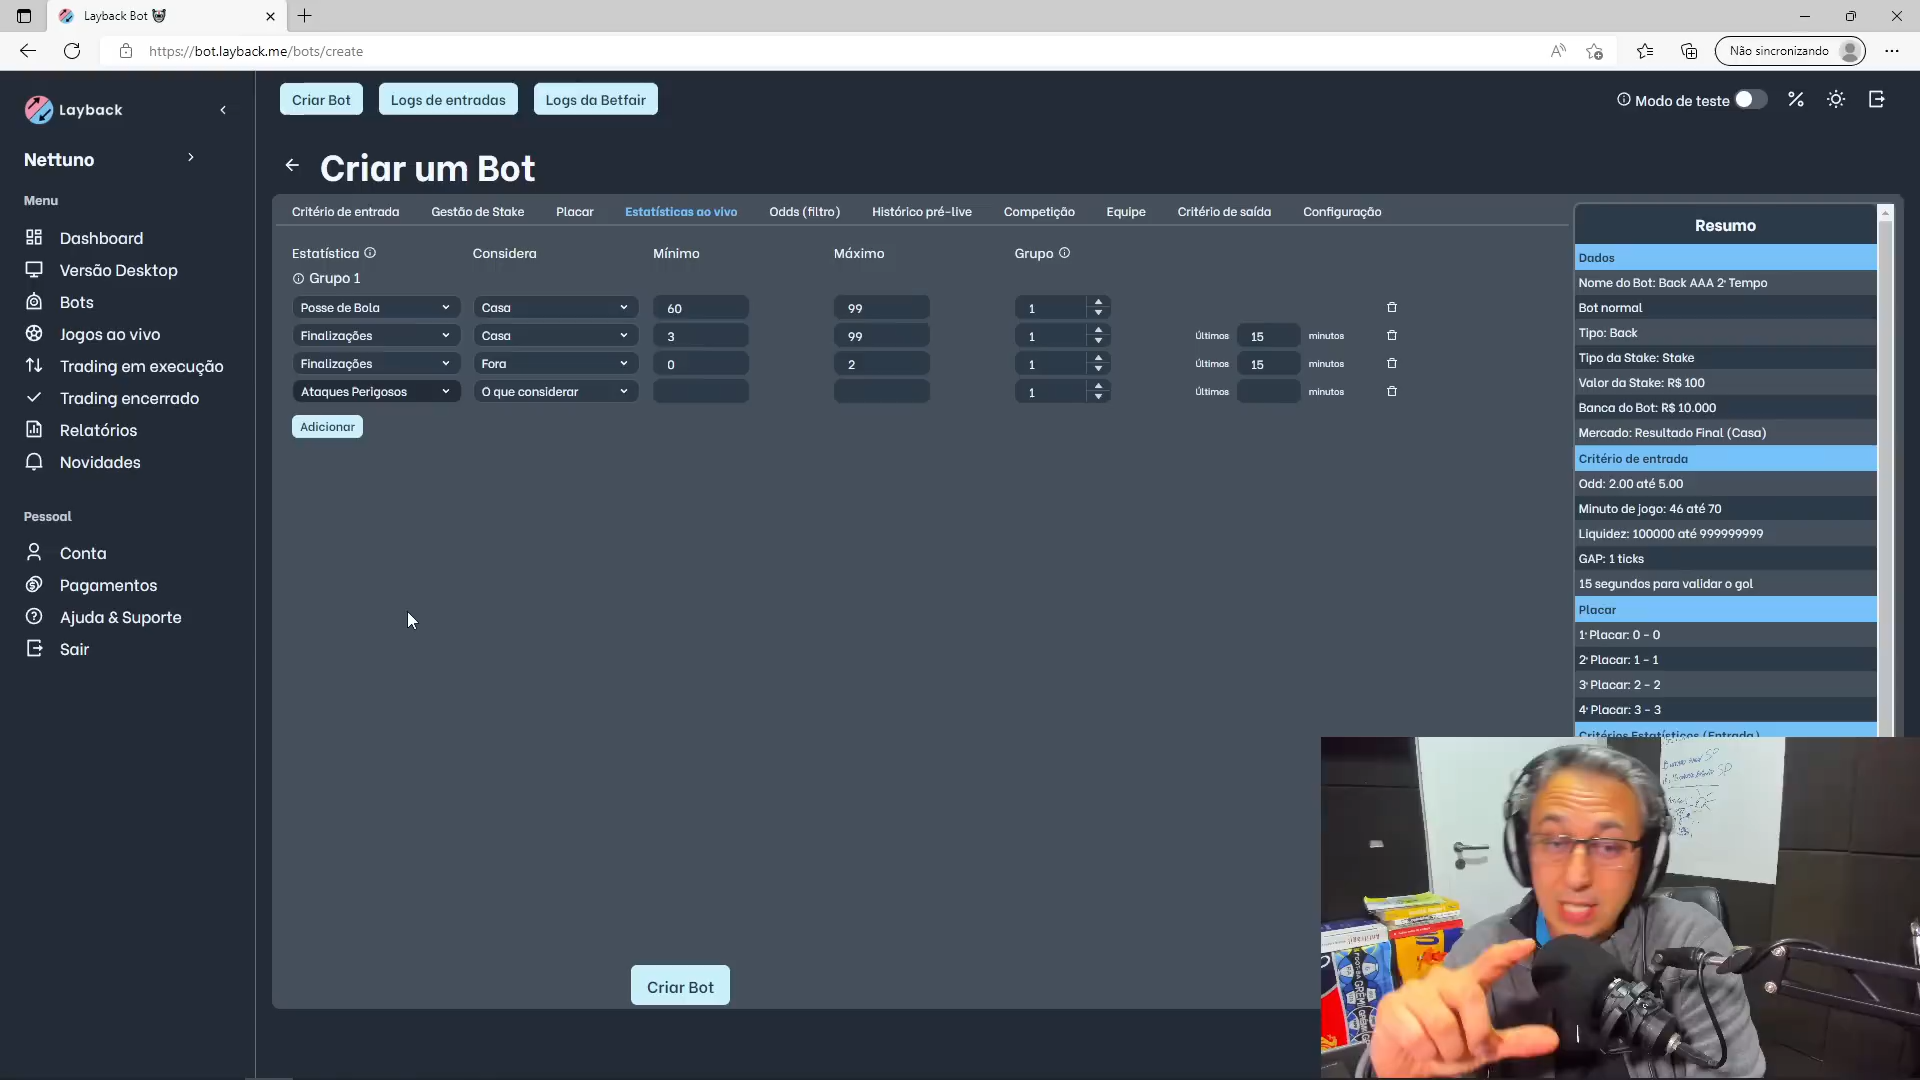 Layback Bot
https://bot.layback.me/bots/create
Não sincronizando
Layback
Criar Bot
Logs de entradas
Logs da Betfair
Modo de teste
Nettuno
Criar um Bot
Menu
Dashboard
Versão Desktop
Bots
Jogos ao vivo
Trading em execução
Trading encerrado
Relatórios
Novidades
Pessoal
Conta
Pagamentos
Ajuda & Suporte
Sair
Critério de entrada
Gestão de Stake
Placar
Estatísticas ao vivo
Odds (filtro)
Histórico pré-live
Competição
Equipe
Critério de saída
Configuração
Estatística
Considera
Mínimo
Máximo
Grupo
Grupo 1
Posse de Bola Casa 60 99 1
Finalizações Casa 3 99 1 Últimos 15 minutos
Finalizações Fora 0 2 1 Últimos 15 minutos
Ataques Perigosos O que considerar 1 Últimos minutos
Adicionar
Criar Bot
Resumo
Dados
Nome do Bot: Back AAA 2º Tempo
Bot normal
Tipo: Back
Tipo da Stake: Stake
Valor da Stake: R$ 100
Banca do Bot: R$ 10.000
Mercado: Resultado Final (Casa)
Critério de entrada
Odd: 2.00 até 5.00
Minuto de jogo: 46 até 70
Liquidez: 100000 até 999999999
GAP: 1 ticks
15 segundos para validar o gol
Placar
1º Placar: 0 - 0
2º Placar: 1 - 1
3º Placar: 2 - 2
4º Placar: 3 - 3
Critérios Estatísticos (Entrada)